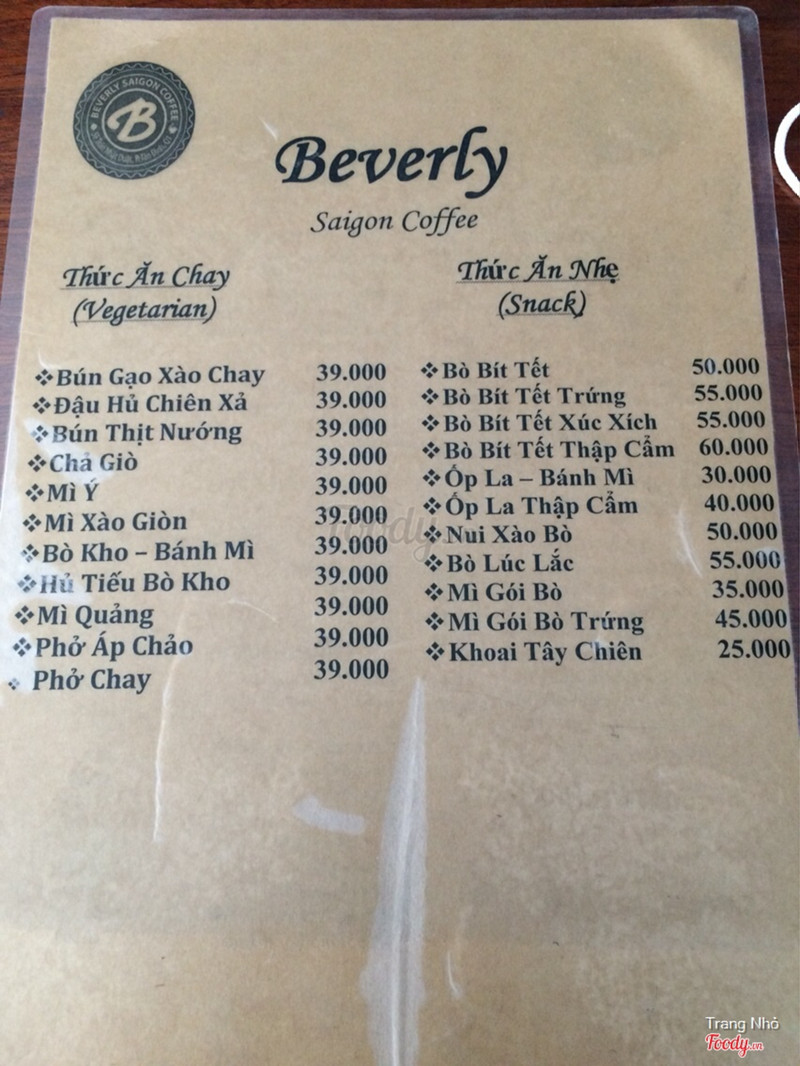 BEVERLY SAIGON COFFEE
B
Beverly
Saigon Coffee
Thức Ăn Chay
(Vegetarian)
❖Bún Gạo Xào Chay 39.000
❖Đậu Hủ Chiên Xả 39.000
❖Bún Thịt Nướng 39.000
❖Chả Giò 39.000
❖Mì Ý 39.000
❖Mì Xào Giòn 39.000
❖Bò Kho – Bánh Mì 39.000
❖Hủ Tiếu Bò Kho 39.000
❖Mì Quảng 39.000
❖Phở Áp Chảo 39.000
❖Phở Chay 39.000
Thức Ăn Nhẹ
(Snack)
❖Bò Bít Tết 50.000
❖Bò Bít Tết Trứng 55.000
❖Bò Bít Tết Xúc Xích 55.000
❖Bò Bít Tết Thập Cẩm 60.000
❖Ốp La – Bánh Mì 30.000
❖Ốp La Thập Cẩm 40.000
❖Nui Xào Bò 50.000
❖Bò Lúc Lắc 55.000
❖Mì Gói Bò 35.000
❖Mì Gói Bò Trứng 45.000
❖Khoai Tây Chiên 25.000
Foody
Trang Nhỏ
Foody.vn